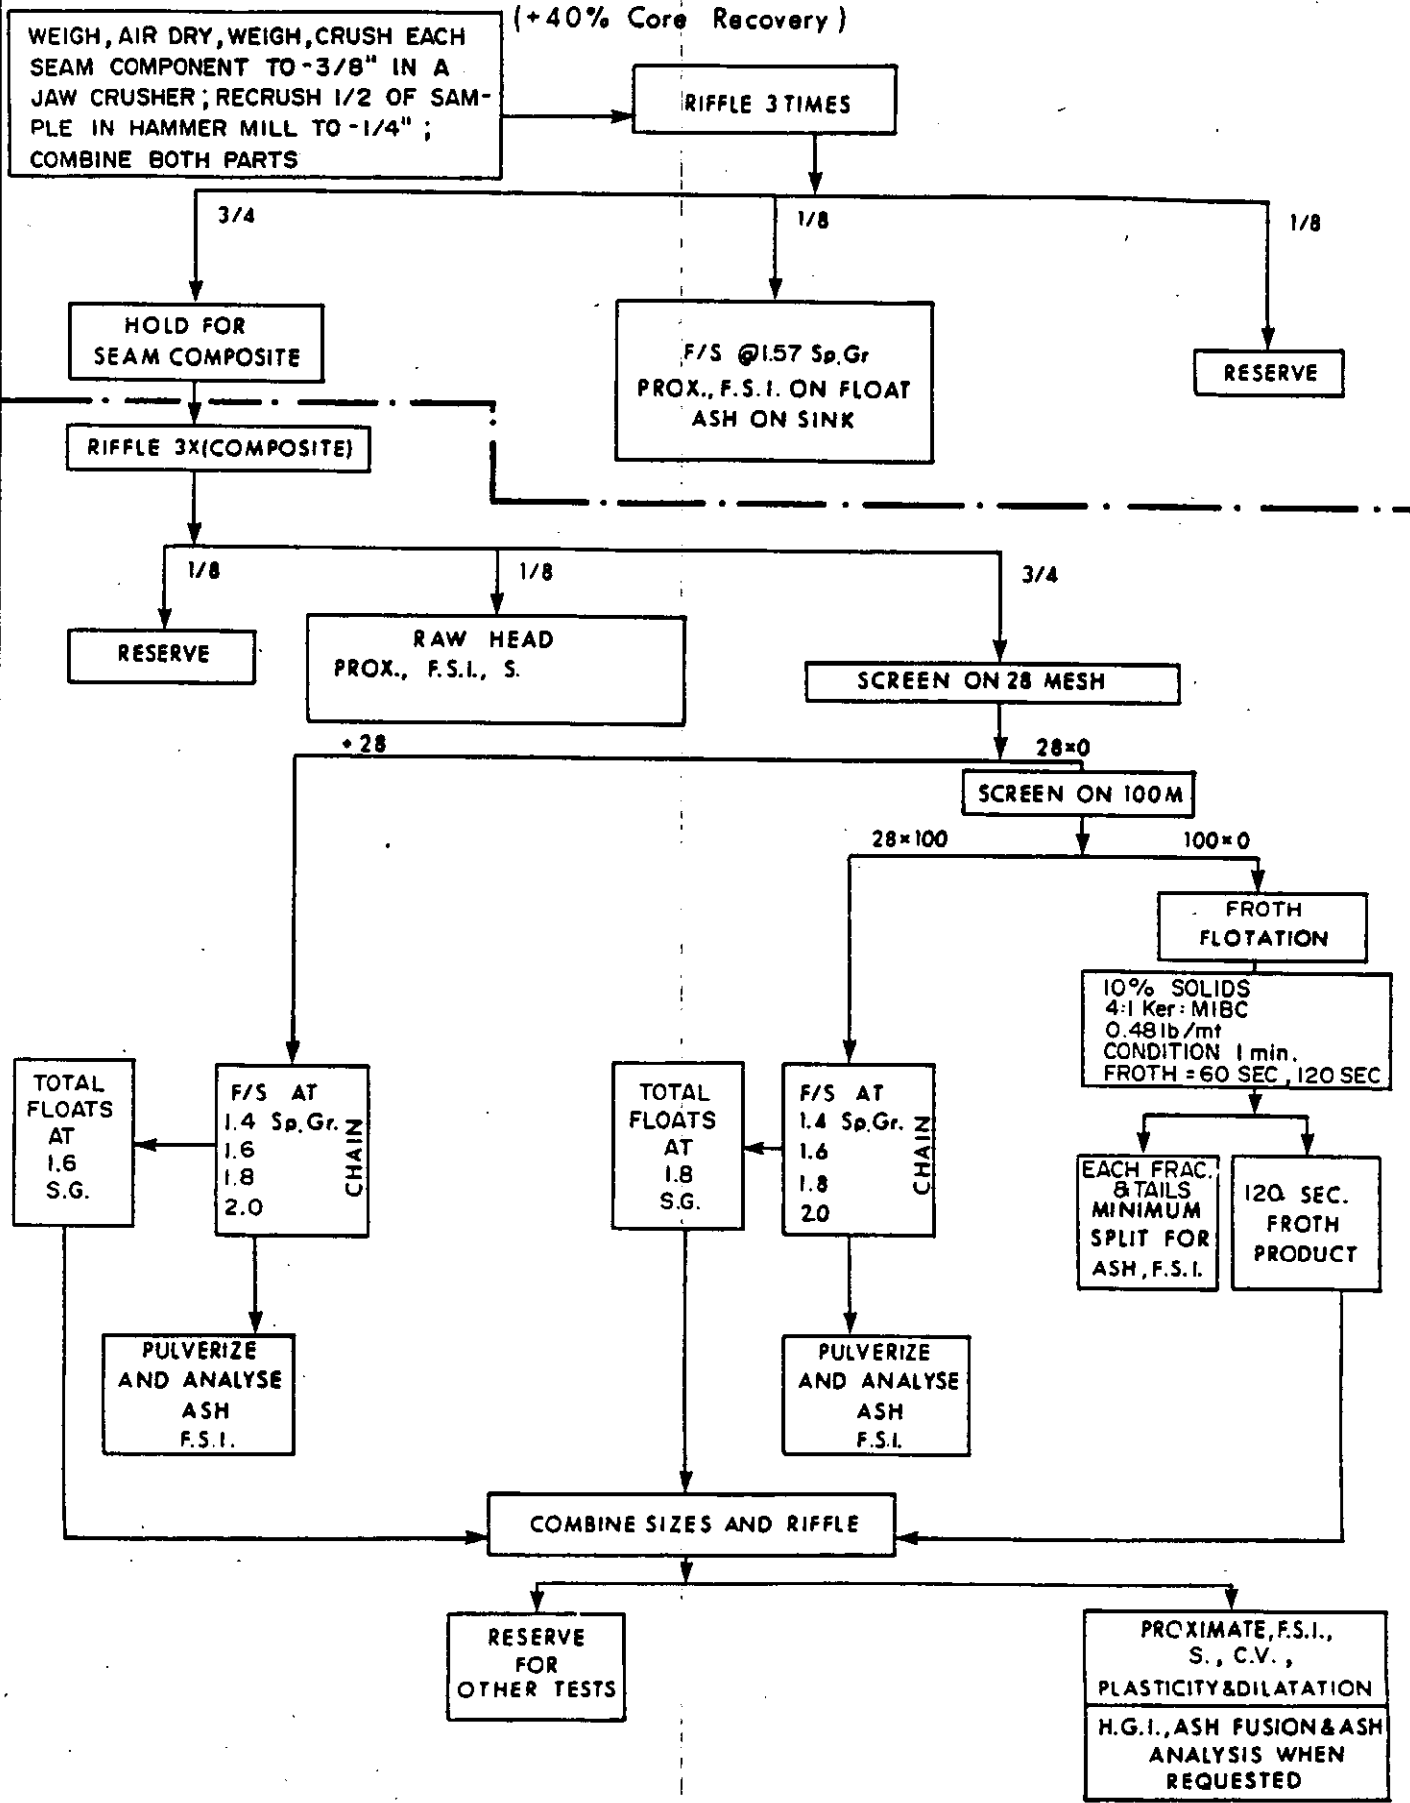 (+40% Core Recovery)
WEIGH, AIR DRY, WEIGH, CRUSH EACH
SEAM COMPONENT TO -3/8" IN A
JAW CRUSHER; RECRUSH 1/2 OF SAM-
PLE IN HAMMER MILL TO -1/4" ;
COMBINE BOTH PARTS
RIFFLE 3 TIMES
3/4
1/8
1/8
HOLD FOR
SEAM COMPOSITE
F/S @1.57 Sp.Gr
PROX., F.S.I. ON FLOAT
ASH ON SINK
RESERVE
RIFFLE 3X(COMPOSITE)
1/8
1/8
3/4
RESERVE
RAW HEAD
PROX., F.S.I., S.
SCREEN ON 28 MESH
+28
28×0
SCREEN ON 100M
28×100
100×0
FROTH
FLOTATION
10% SOLIDS
4:1 Ker: MIBC
0.48 lb/mt
CONDITION 1 min.
FROTH = 60 SEC, 120 SEC
TOTAL
FLOATS
AT
1.6
S.G.
F/S AT
1.4 Sp.Gr.
1.6
1.8
2.0
CHAIN
TOTAL
FLOATS
AT
1.8
S.G.
F/S AT
1.4 Sp.Gr.
1.6
1.8
2.0
CHAIN
EACH FRAC.
& TAILS
MINIMUM
SPLIT FOR
ASH, F.S.I.
120 SEC.
FROTH
PRODUCT
PULVERIZE
AND ANALYSE
ASH
F.S.I.
PULVERIZE
AND ANALYSE
ASH
F.S.I.
COMBINE SIZES AND RIFFLE
RESERVE
FOR
OTHER TESTS
PROXIMATE, F.S.I.,
S., C.V.,
PLASTICITY & DILATATION
H.G.I., ASH FUSION & ASH
ANALYSIS WHEN
REQUESTED